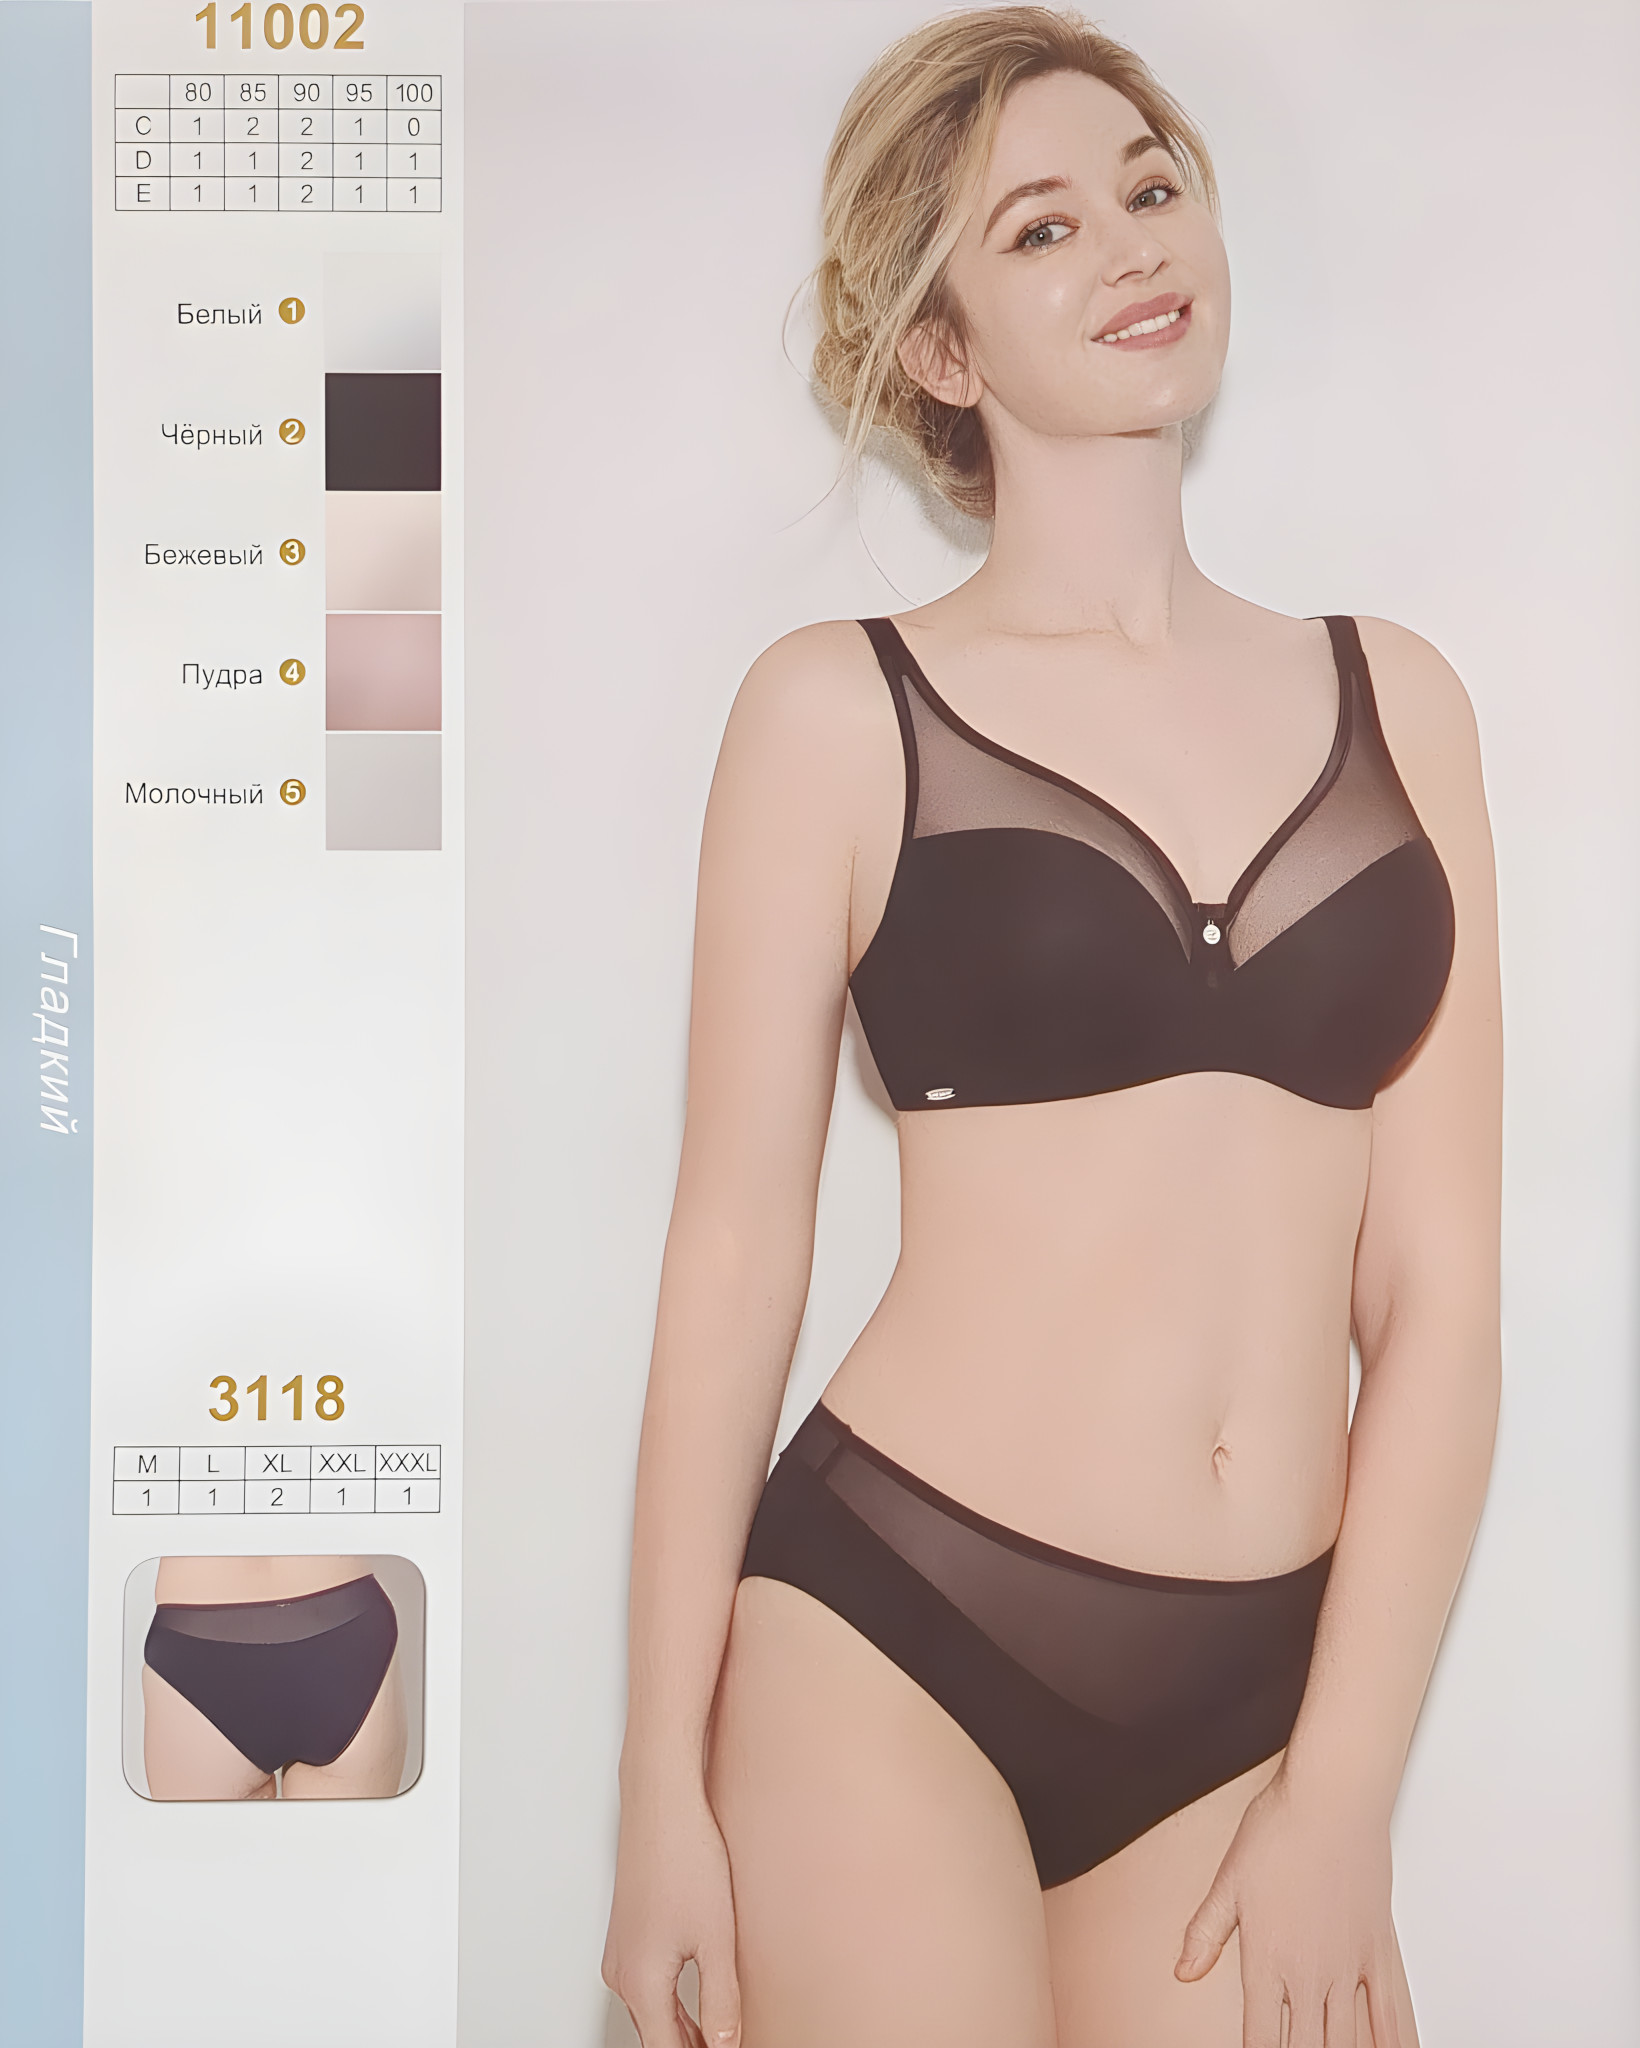 11002
80 85 90 95 100
C 1 2 2 1 0
D 1 1 2 1 1
E 1 1 2 1 1
Белый 1
Чёрный 2
Бежевый 3
Пудра 4
Молочный 5
Гладкий
3118
M L XL XXL XXXL
1 1 2 1 1